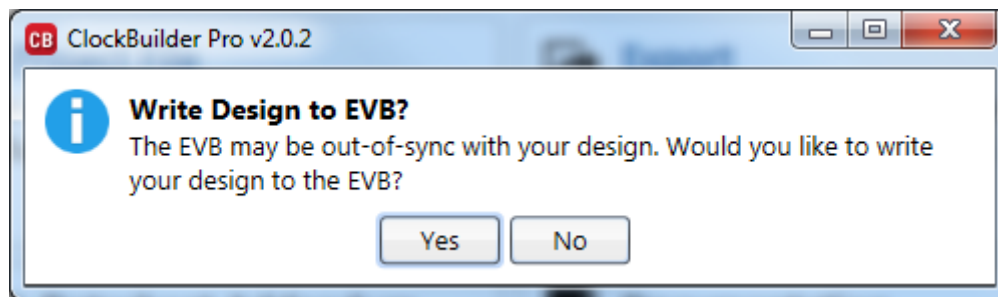 CB ClockBuilder Pro v2.0.2
Export
Write Design to EVB?
The EVB may be out-of-sync with your design. Would you like to write
your design to the EVB?
Yes No